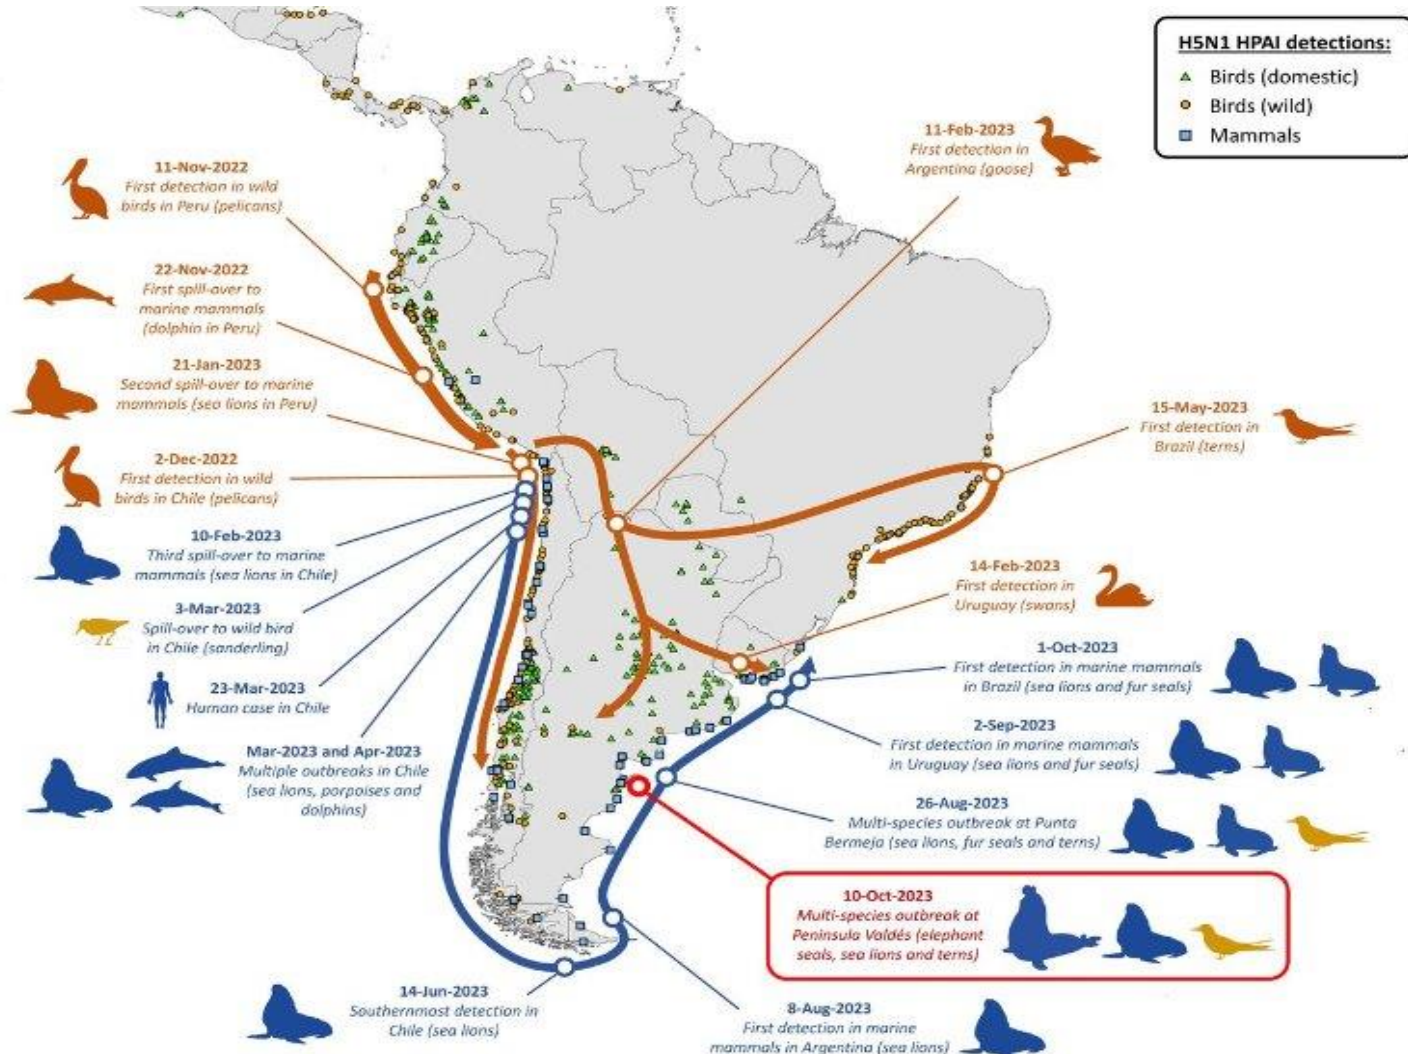 H5N1 HPAI detections:
Birds (domestic)
Birds (wild)
Mammals
11-Feb-2023
First detection in
Argentina (goose)
11-Nov-2022
First detection in wild
birds in Peru (pelicans)
22-Nov-2022
First spill-over to
marine mammals
(dolphin in Peru)
21-Jan-2023
Second spill-over to marine
mammals (sea lions in Peru)
2-Dec-2022
First detection in wild
birds in Chile (pelicans)
10-Feb-2023
Third spill-over to marine
mammals (sea lions in Chile)
3-Mar-2023
Spill-over to wild bird
in Chile (sanderling)
23-Mar-2023
Human case in Chile
Mar-2023 and Apr-2023
Multiple outbreaks in Chile
(sea lions, porpoises and
dolphins)
15-May-2023
First detection in
Brazil (terns)
14-Feb-2023
First detection in
Uruguay (swans)
1-Oct-2023
First detection in marine mammals
in Brazil (sea lions and fur seals)
2-Sep-2023
First detection in marine mammals
in Uruguay (sea lions and fur seals)
26-Aug-2023
Multi-species outbreak at Punta
Bermeja (sea lions, fur seals and terns)
10-Oct-2023
Multi-species outbreak at
Peninsula Valdés (elephant
seals, sea lions and terns)
14-Jun-2023
Southernmost detection in
Chile (sea lions)
8-Aug-2023
First detection in marine
mammals in Argentina (sea lions)